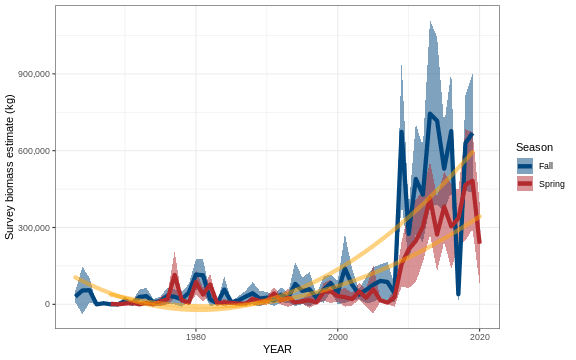 Survey biomass estimate (kg)
900,000
600,000
300,000
0
1980
2000
2020
YEAR
Season
Fall
Spring